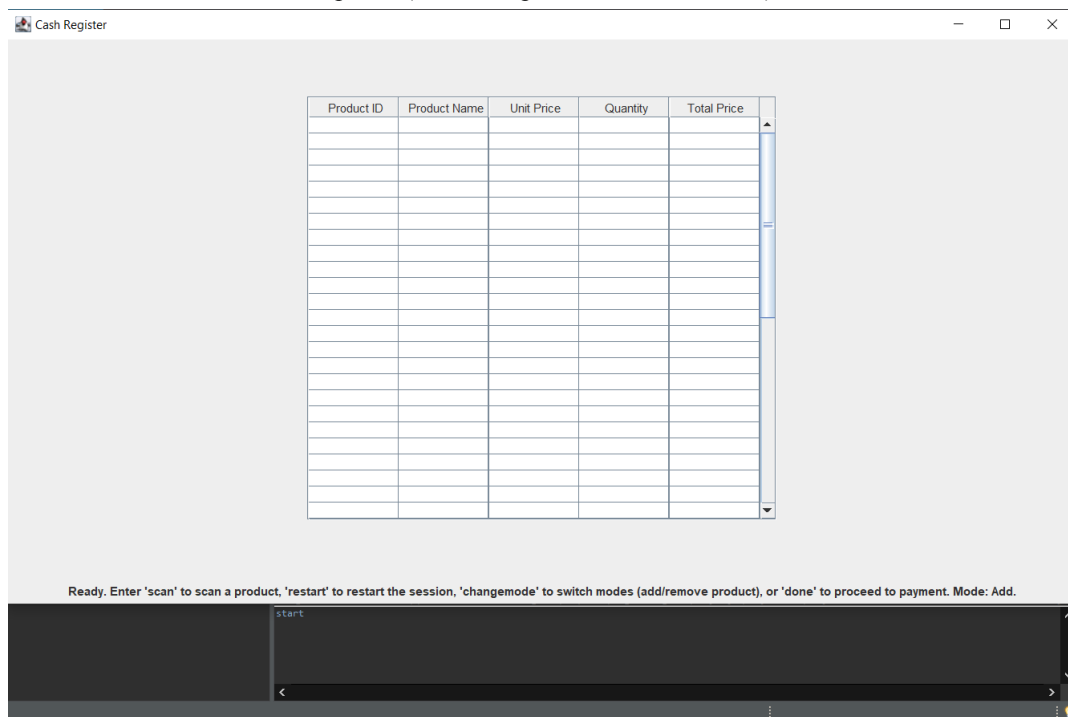 Cash Register
Product ID Product Name Unit Price Quantity Total Price
Ready. Enter 'scan' to scan a product, 'restart' to restart the session, 'changemode' to switch modes (add/remove product), or 'done' to proceed to payment. Mode: Add.
start